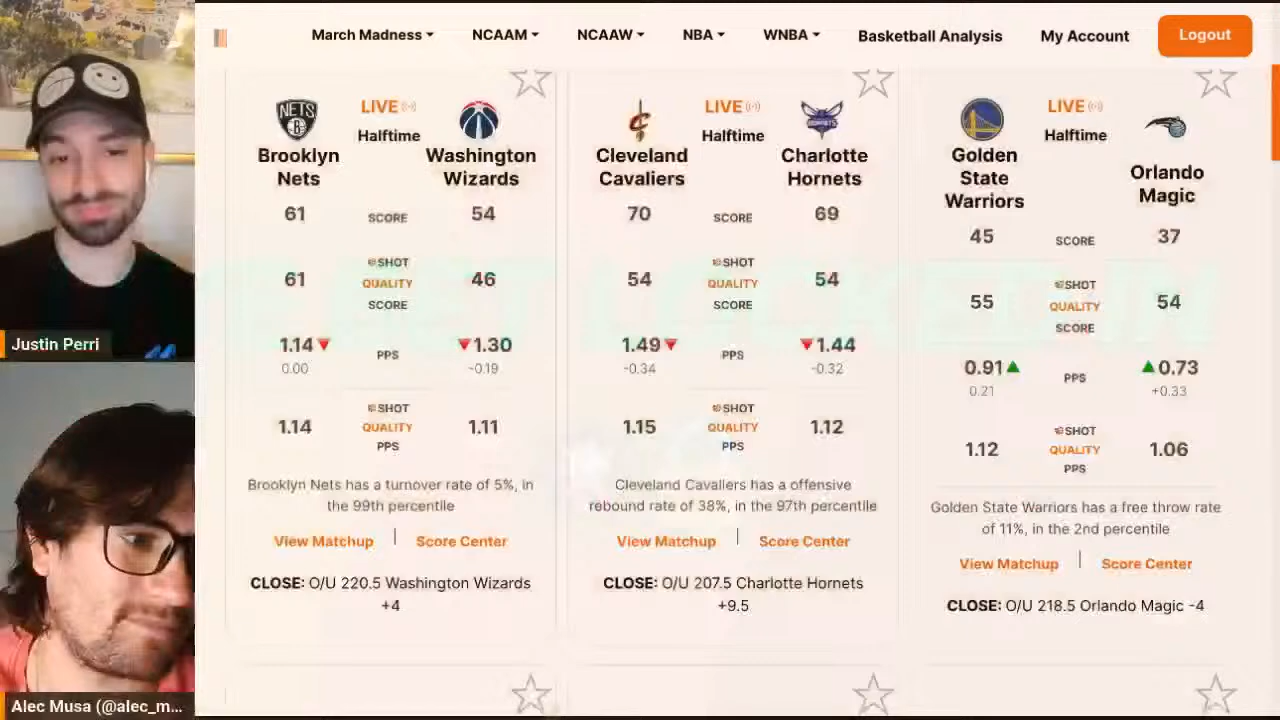 March Madness
NCAAM
NCAAW
NBA
WNBA
Basketball Analysis
My Account
Logout
LIVE
Halftime
NETS
B
Brooklyn
Nets
Washington
Wizards
61
SCORE
54
61
SHOT
QUALITY
SCORE
46
1.14
0.00
PPS
1.30
-0.19
1.14
SHOT
QUALITY
PPS
1.11
Brooklyn Nets has a turnover rate of 5%, in
the 99th percentile
View Matchup | Score Center
CLOSE: O/U 220.5 Washington Wizards
+4
LIVE
Halftime
Cleveland
Cavaliers
HORNETS
Charlotte
Hornets
70
SCORE
69
54
SHOT
QUALITY
SCORE
54
1.49
-0.34
PPS
1.44
-0.32
1.15
SHOT
QUALITY
PPS
1.12
Cleveland Cavaliers has a offensive
rebound rate of 38%, in the 97th percentile
View Matchup | Score Center
CLOSE: O/U 207.5 Charlotte Hornets
+9.5
LIVE
Halftime
Golden
State
Warriors
Orlando
Magic
45
SCORE
37
55
SHOT
QUALITY
SCORE
54
0.91
0.21
PPS
0.73
+0.33
1.12
SHOT
QUALITY
PPS
1.06
Golden State Warriors has a free throw rate
of 11%, in the 2nd percentile
View Matchup | Score Center
CLOSE: O/U 218.5 Orlando Magic -4
Justin Perri
Alec Musa (@alec_m...